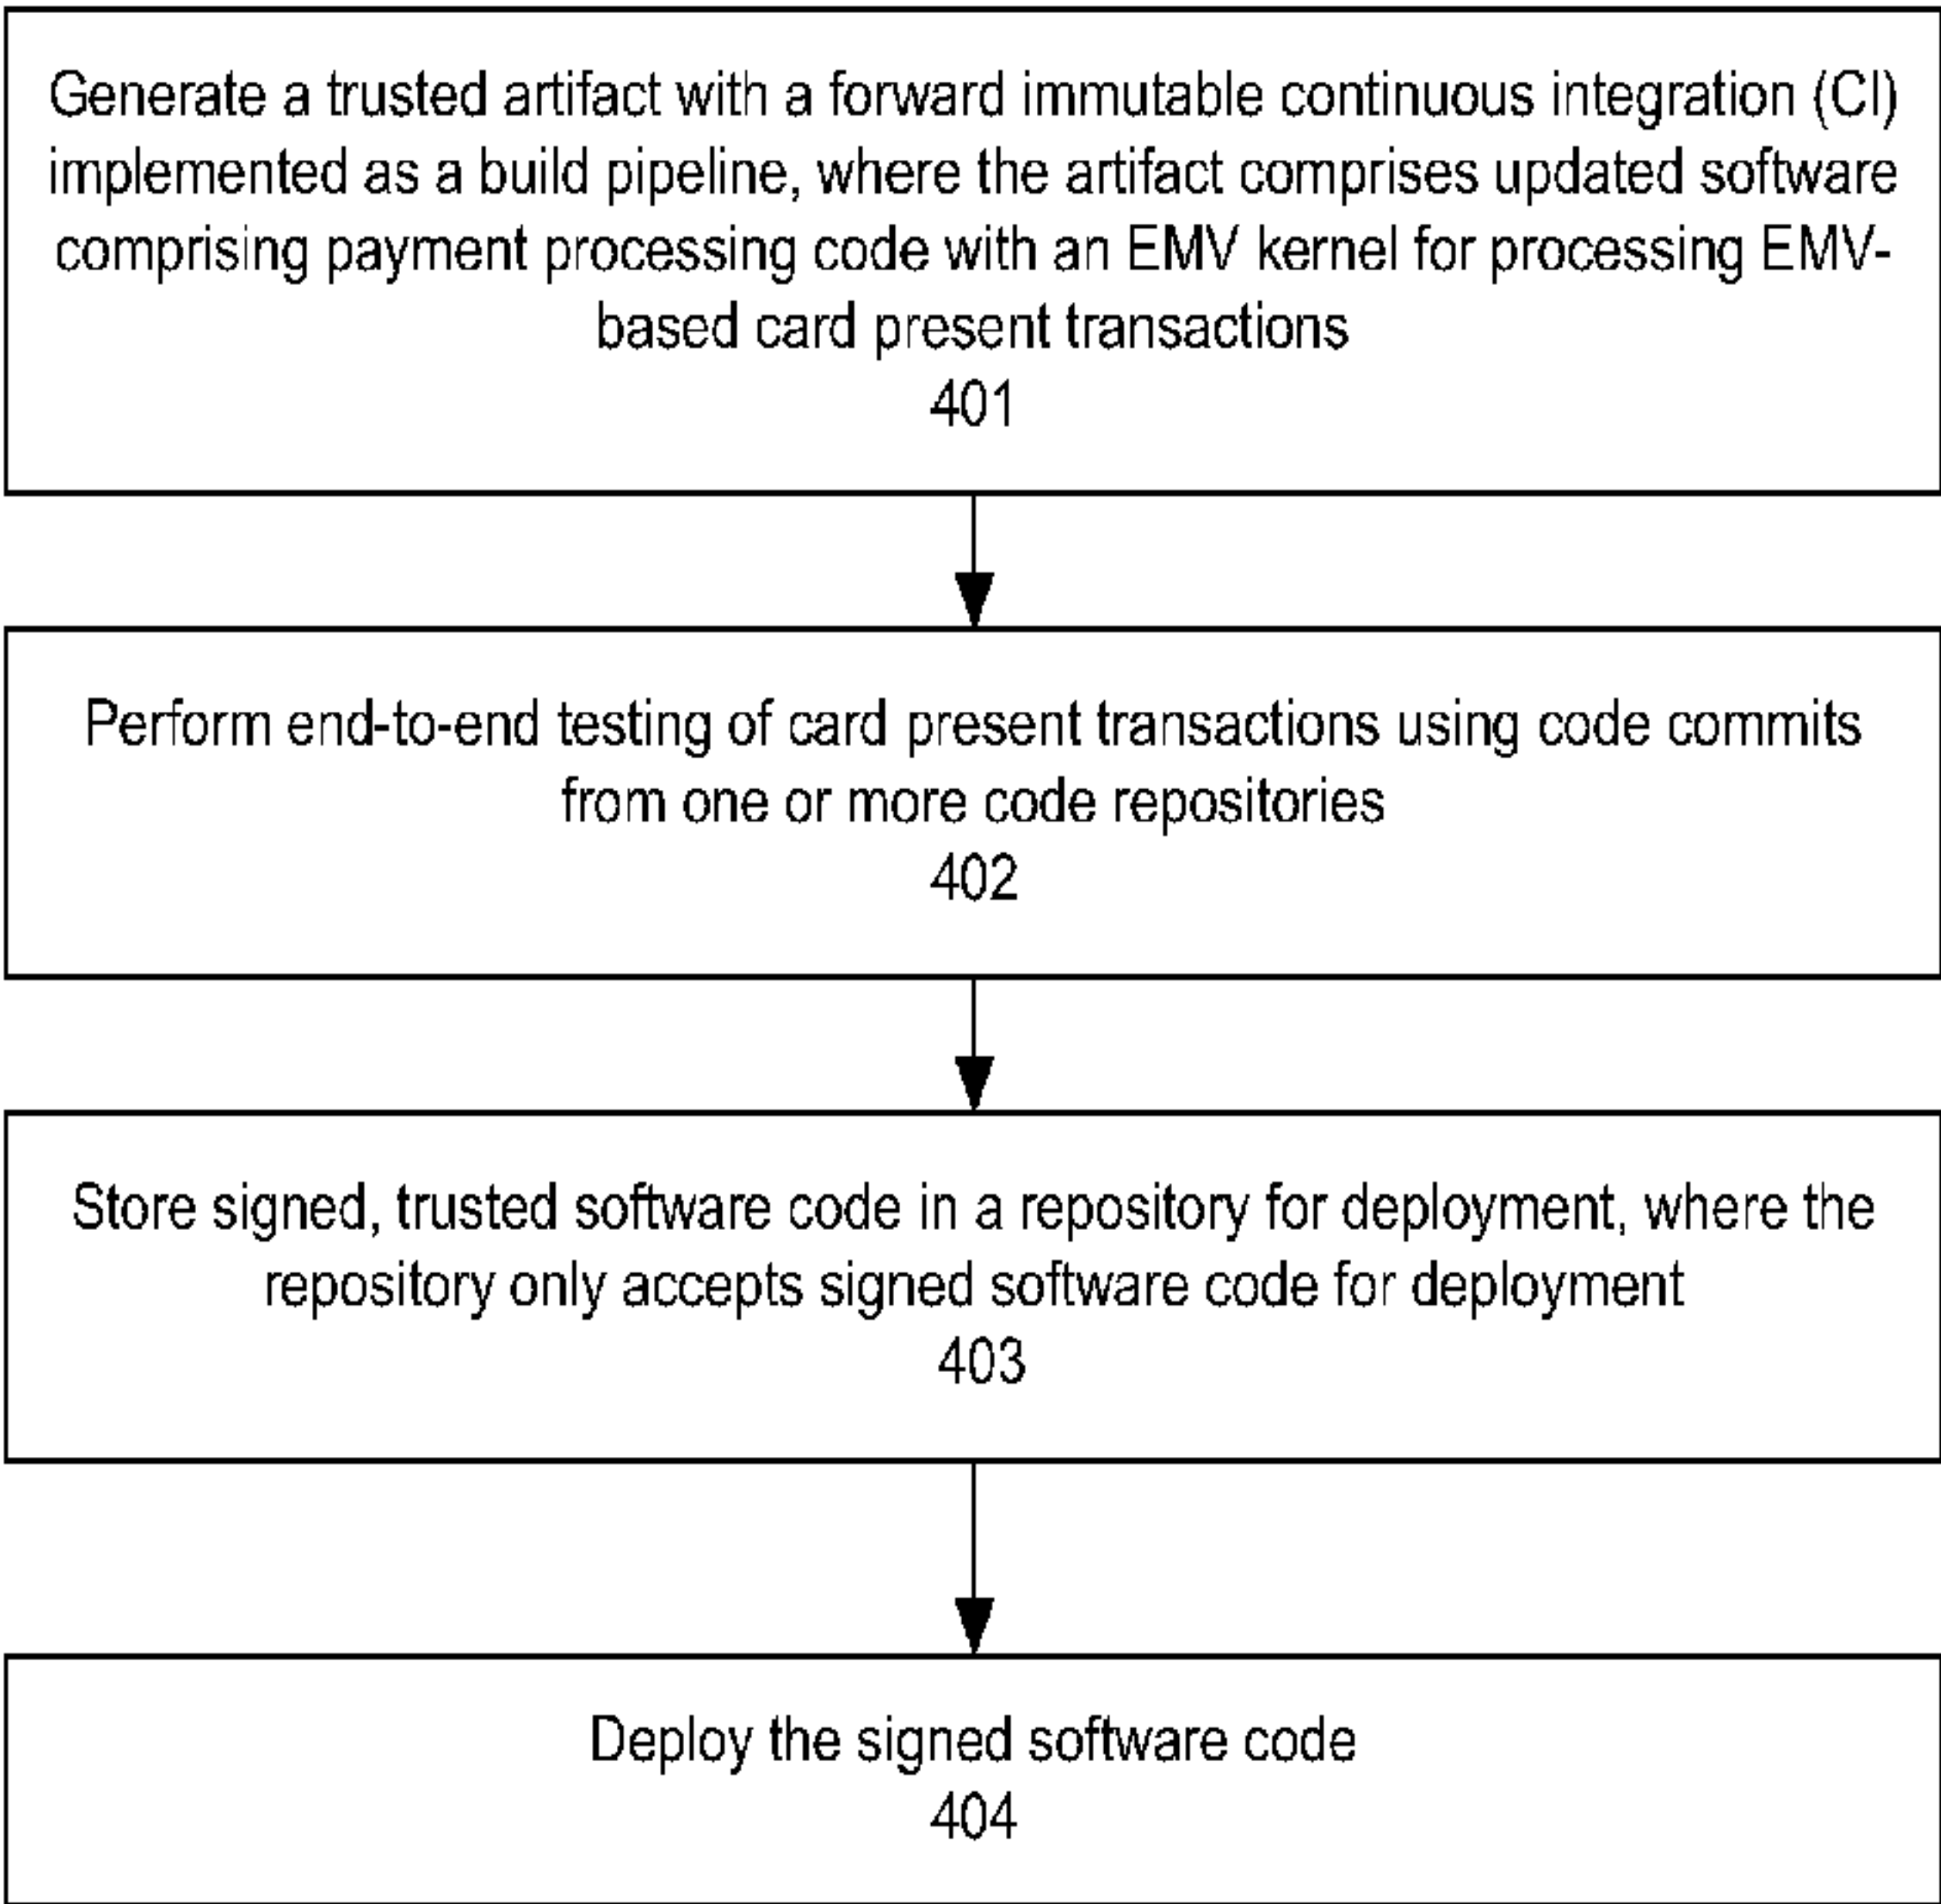 Generate a trusted artifact with a forward immutable continuous integration (CI)
implemented as a build pipeline, where the artifact comprises updated software
comprising payment processing code with an EMV kernel for processing EMV-
based card present transactions
401
Perform end-to-end testing of card present transactions using code commits
from one or more code repositories
402
Store signed, trusted software code in a repository for deployment, where the
repository only accepts signed software code for deployment
403
Deploy the signed software code
404